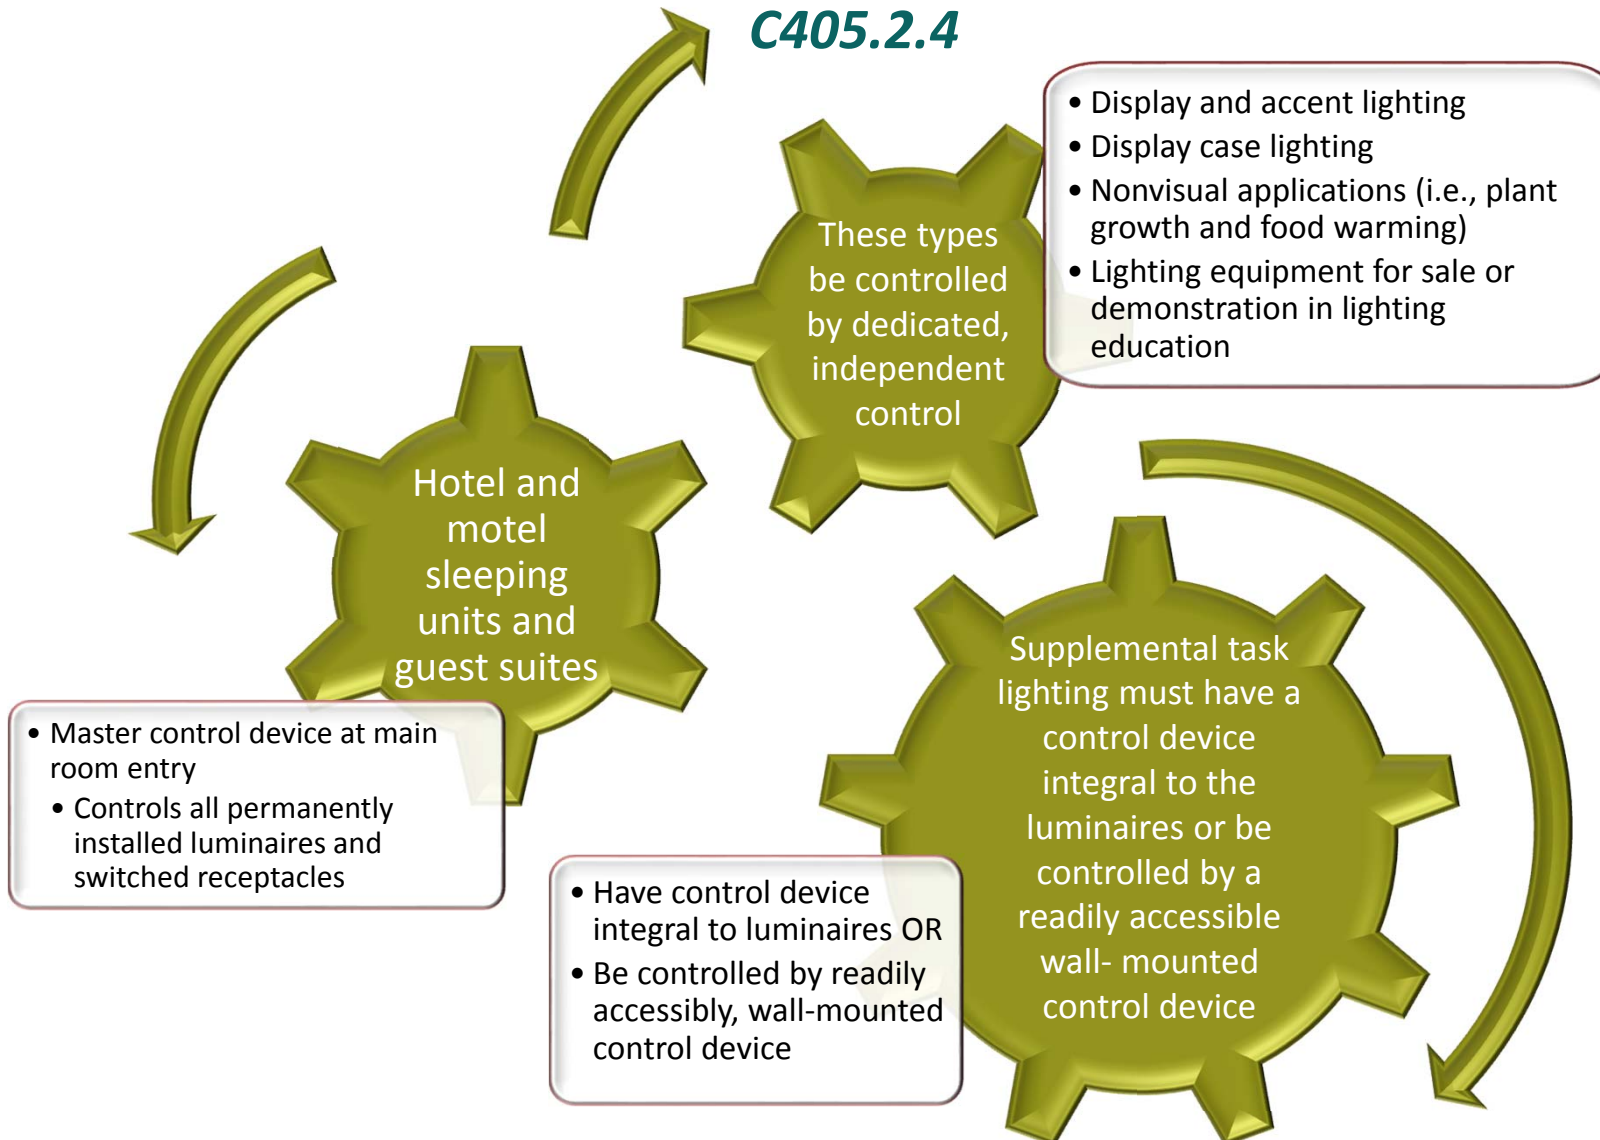 C405.2.4
• Display and accent lighting
• Display case lighting
• Nonvisual applications (i.e., plant
growth and food warming)
• Lighting equipment for sale or
demonstration in lighting
education
These types
be controlled
by dedicated,
independent
control
Hotel and
motel
sleeping
units and
guest suites
• Master control device at main
room entry
• Controls all permanently
installed luminaires and
switched receptacles
Supplemental task
lighting must have a
control device
integral to the
luminaires or be
controlled by a
readily accessible
wall- mounted
control device
• Have control device
integral to luminaires OR
• Be controlled by readily
accessibly, wall-mounted
control device